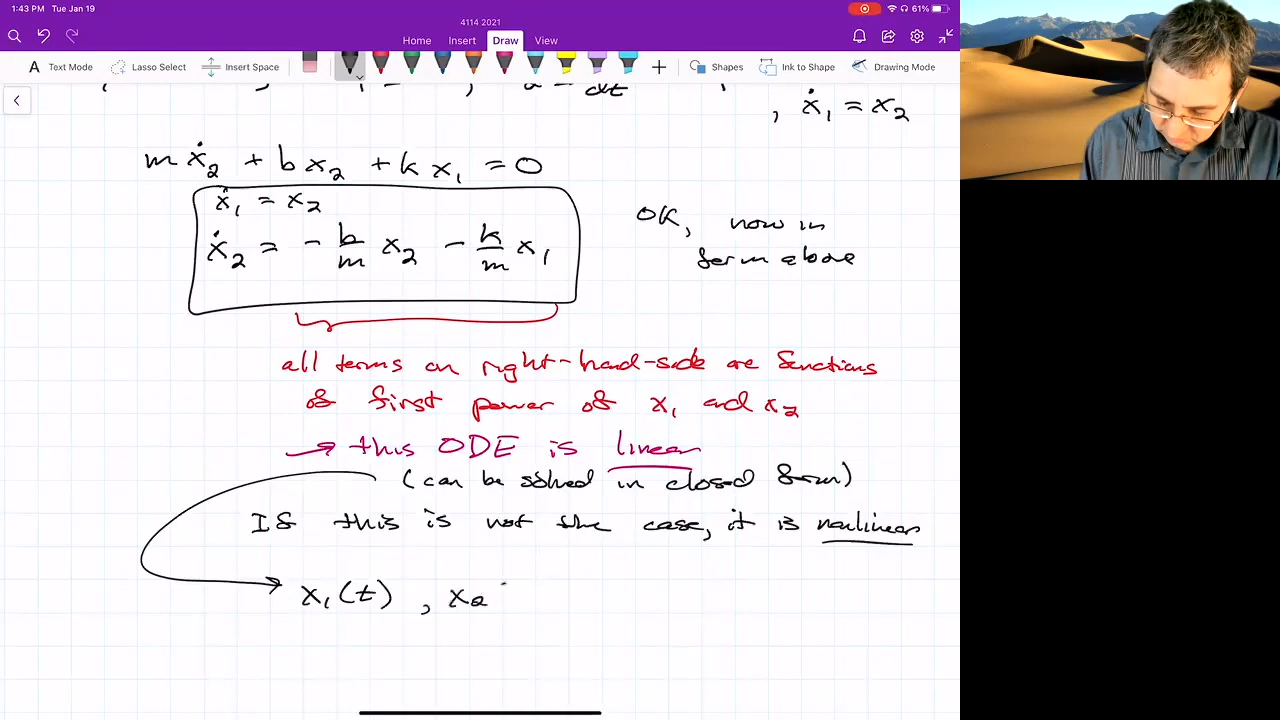 1:43 PM Tue Jan 19
61%
4114 2021
Home Insert Draw View
Text Mode Lasso Select Insert Space Shapes Ink to Shape Drawing Mode
dt
, ẋ₁ = x₂
m ẋ₂ + b x₂ + k x₁ = 0
ẋ₁ = x₂
ẋ₂ = - b/m x₂ - k/m x₁
OK, now in
form above
all terms on right-hand-side are functions
of first power of x₁ and x₂
→ this ODE is linear
(can be solved in closed form)
If this is not the case, it is nonlinear
x₁(t) , x₂